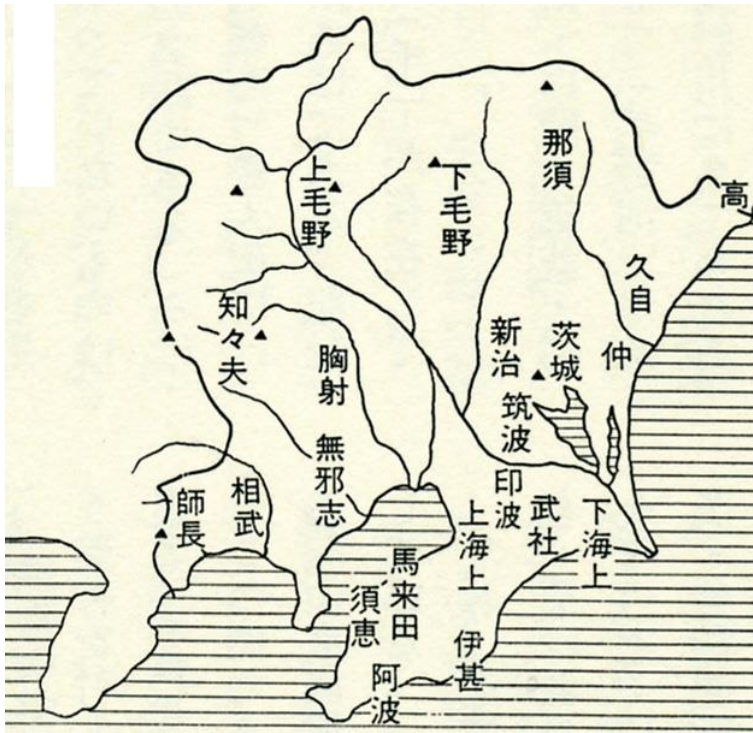 那須
高
上毛野
下毛野
久自
知々夫
胸射
新治
茨城
仲
筑波
無邪志
相武
師長
印波
武社
下海上
上海上
馬来田
須恵
伊甚
阿波